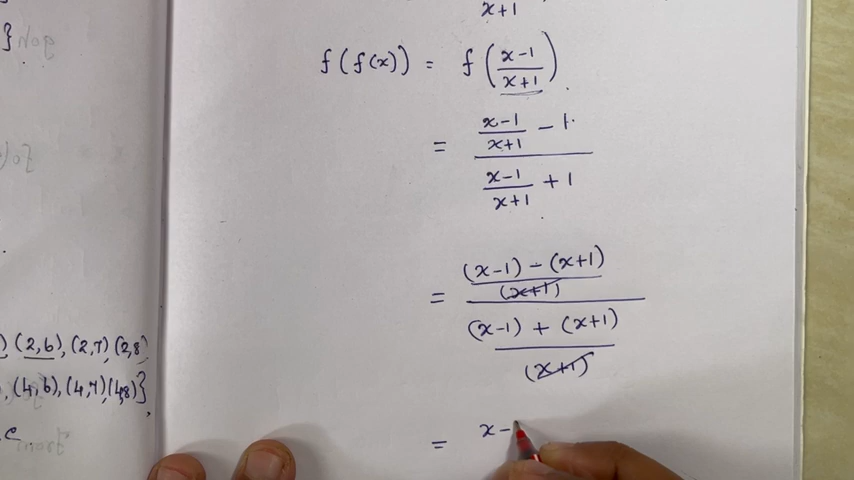 x+1
f(f(x)) = f((x-1)/(x+1))
= ((x-1)/(x+1) - 1)/((x-1)/(x+1) + 1)
= (((x-1) - (x+1))/(x+1))/(((x-1) + (x+1))/(x+1))
= x-
}
(2,6), (2,7), (2,8)
, (4,6), (4,7), (4,8)},